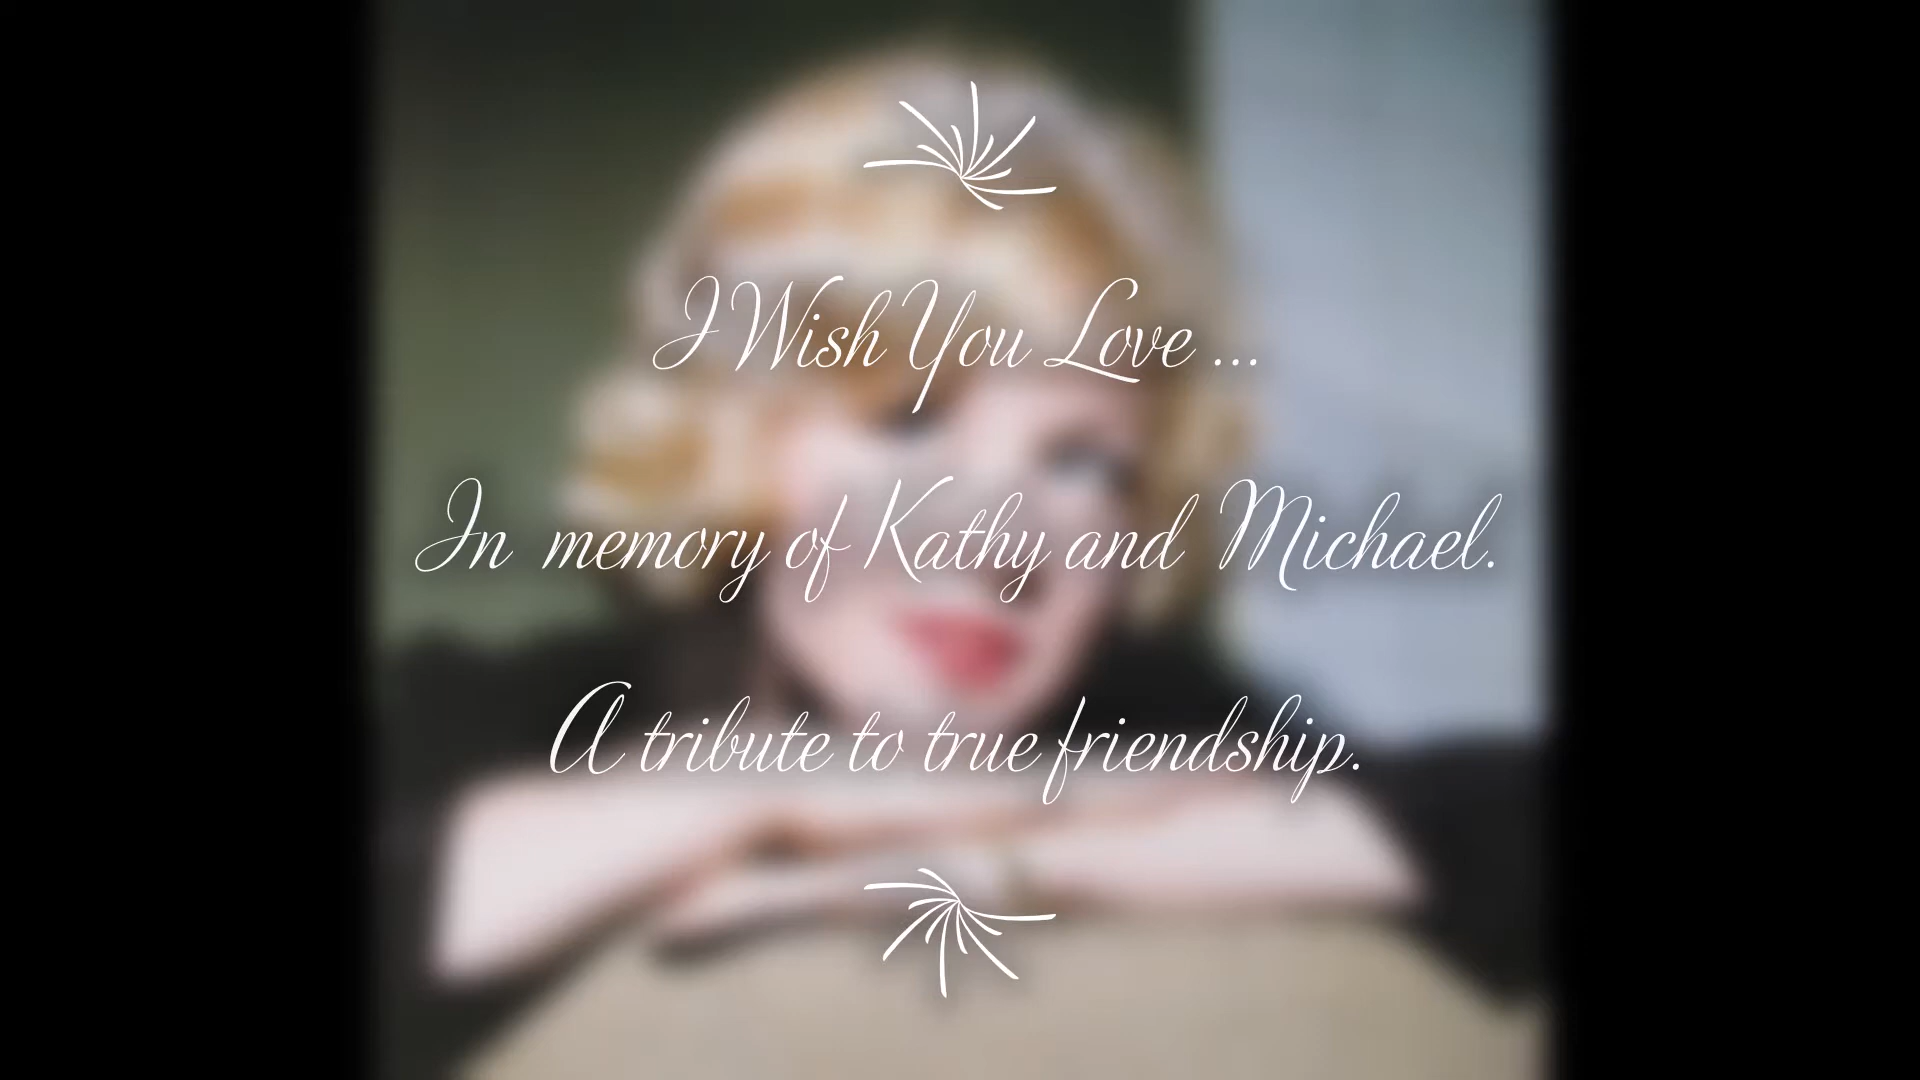 I Wish You Love ...
In memory of Kathy and Michael.
A tribute to true friendship.